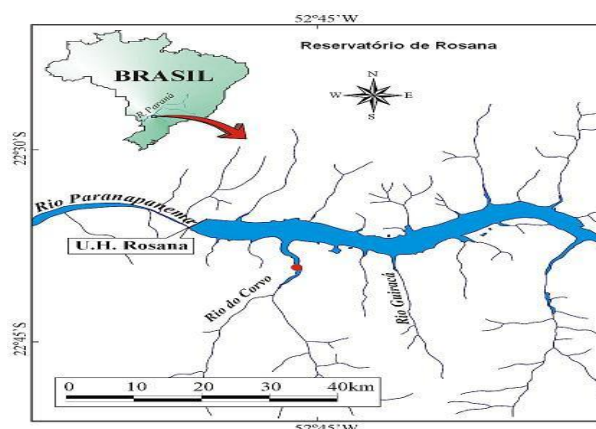 52°45'W
Reservatório de Rosana
BRASIL
R. Paraná
N
W E
S
22°30'S
Rio Paranapanema
U.H. Rosana
Rio do Corvo
Rio Guiracá
22°45'S
0 10 20 30 40km
52°45'W